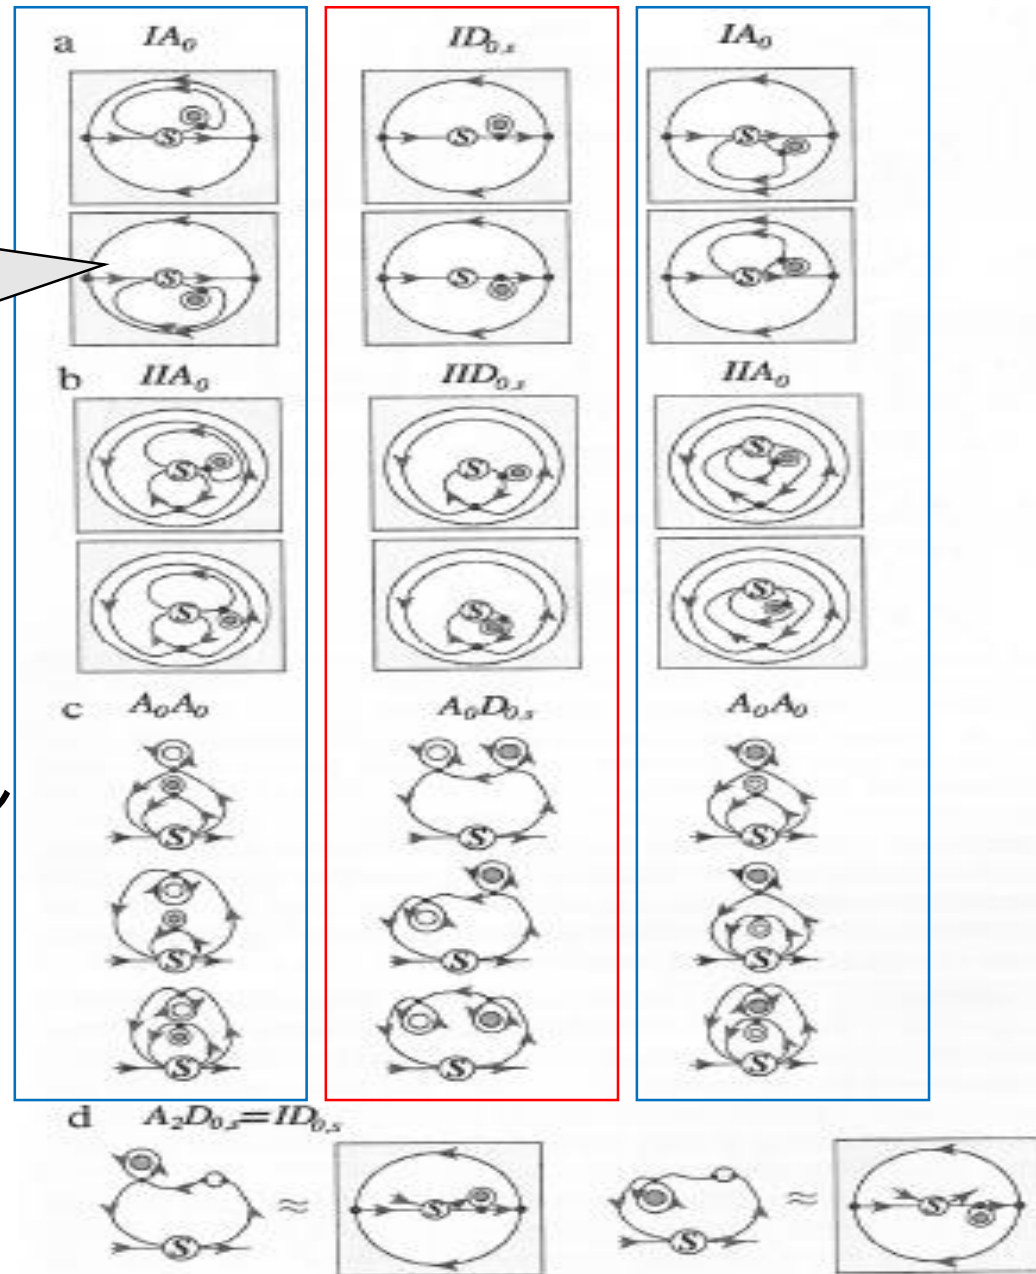 a IA₀ ID₀,ₛ IA₀
S S S
S S S
b IIA₀ IID₀,ₛ IIA₀
S S S
S S S
c A₀A₀ A₀D₀,ₛ A₀A₀
S S S
S S S
S S S
d A₂D₀,ₛ=ID₀,ₛ
S ≈ S S ≈ S